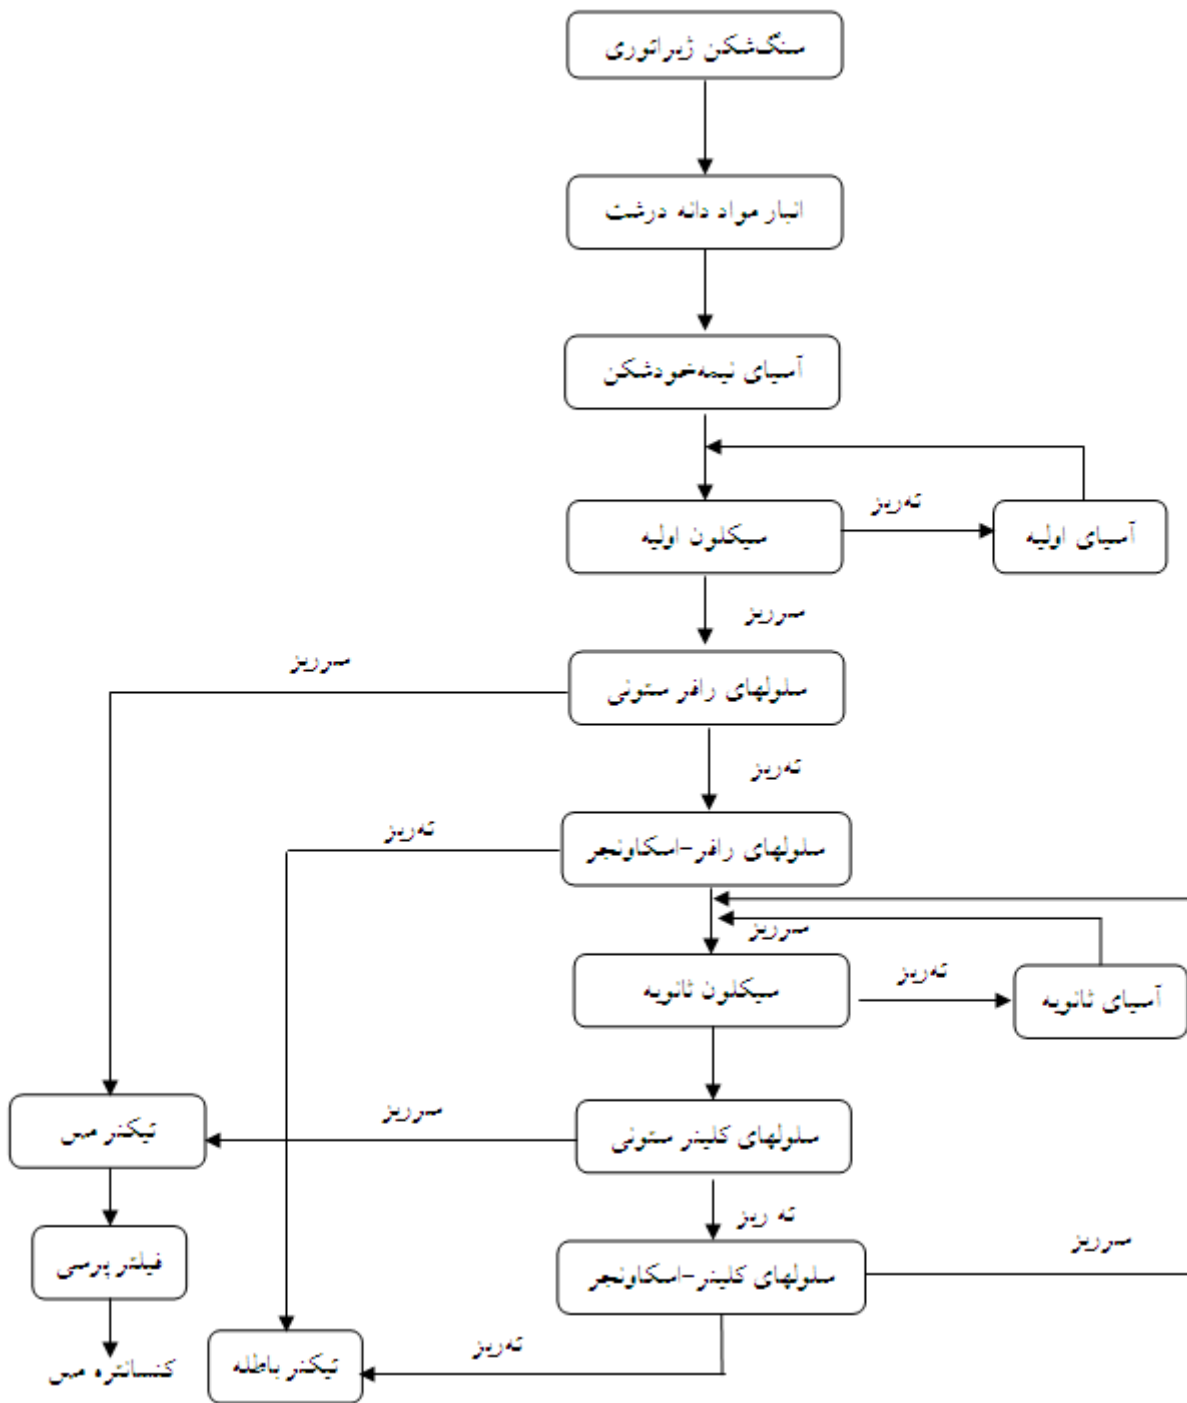 سنگ‌شکن ژیراتوری
انبار مواد دانه درشت
آسیای نیمه‌خودشکن
ته‌ریز
سیکلون اولیه
آسیای اولیه
سرریز
سرریز
سلولهای رافر ستونی
ته‌ریز
ته‌ریز
سلولهای رافر-اسکاونجر
سرریز
ته‌ریز
سیکلون ثانویه
آسیای ثانویه
سرریز
سلولهای کلینر ستونی
تیکنر مس
ته ریز
سرریز
سلولهای کلینر-اسکاونجر
فیلتر پرسی
ته‌ریز
تیکنر باطله
کنسانتره مس